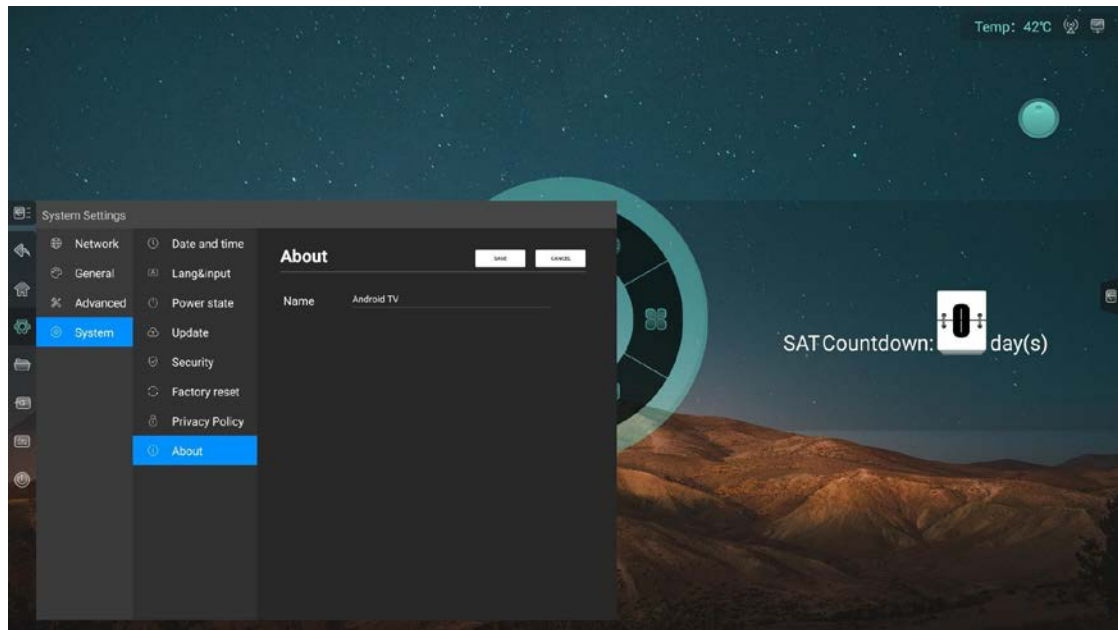 Temp: 42℃
System Settings
Network
General
Advanced
System
Date and time
Lang&input
Power state
Update
Security
Factory reset
Privacy Policy
About
About
SAVE
CANCEL
Name
Android TV
SAT Countdown: 0 day(s)